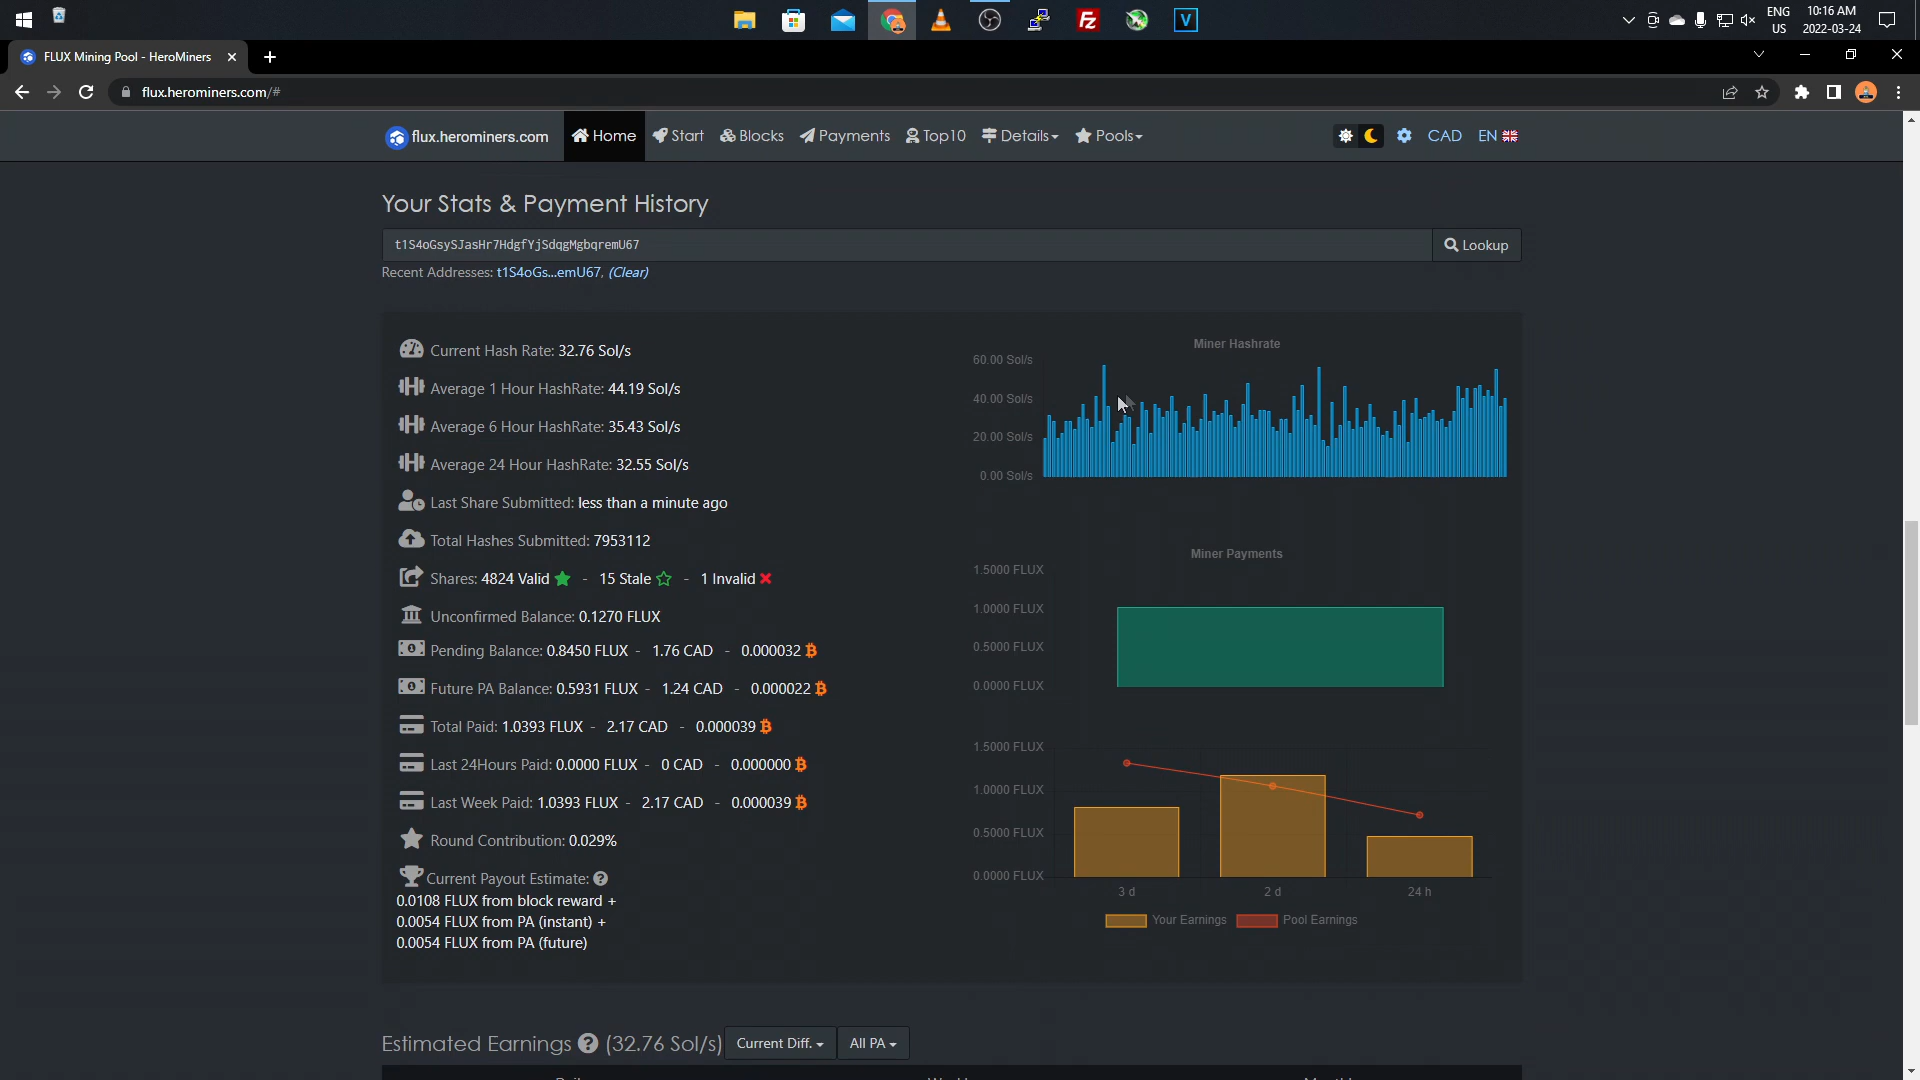 ENG
US
10:16 AM
2022-03-24
FLUX Mining Pool - HeroMiners
flux.herominers.com/#
flux.herominers.com Home Start Blocks Payments Top10 Details Pools CAD EN
Your Stats & Payment History
t1S4oGsySJasHr7HdgfYjSdqgMgbqremU67 Lookup
Recent Addresses: t1S4oGs...emU67, (Clear)
Current Hash Rate: 32.76 Sol/s
Average 1 Hour HashRate: 44.19 Sol/s
Average 6 Hour HashRate: 35.43 Sol/s
Average 24 Hour HashRate: 32.55 Sol/s
Last Share Submitted: less than a minute ago
Total Hashes Submitted: 7953112
Shares: 4824 Valid - 15 Stale - 1 Invalid
Unconfirmed Balance: 0.1270 FLUX
Pending Balance: 0.8450 FLUX - 1.76 CAD - 0.000032
Future PA Balance: 0.5931 FLUX - 1.24 CAD - 0.000022
Total Paid: 1.0393 FLUX - 2.17 CAD - 0.000039
Last 24Hours Paid: 0.0000 FLUX - 0 CAD - 0.000000
Last Week Paid: 1.0393 FLUX - 2.17 CAD - 0.000039
Round Contribution: 0.029%
Current Payout Estimate:
0.0108 FLUX from block reward +
0.0054 FLUX from PA (instant) +
0.0054 FLUX from PA (future)
Miner Hashrate
60.00 Sol/s
40.00 Sol/s
20.00 Sol/s
0.00 Sol/s
Miner Payments
1.5000 FLUX
1.0000 FLUX
0.5000 FLUX
0.0000 FLUX
1.5000 FLUX
1.0000 FLUX
0.5000 FLUX
0.0000 FLUX
3 d 2 d 24 h
Your Earnings Pool Earnings
Estimated Earnings (32.76 Sol/s) Current Diff. All PA